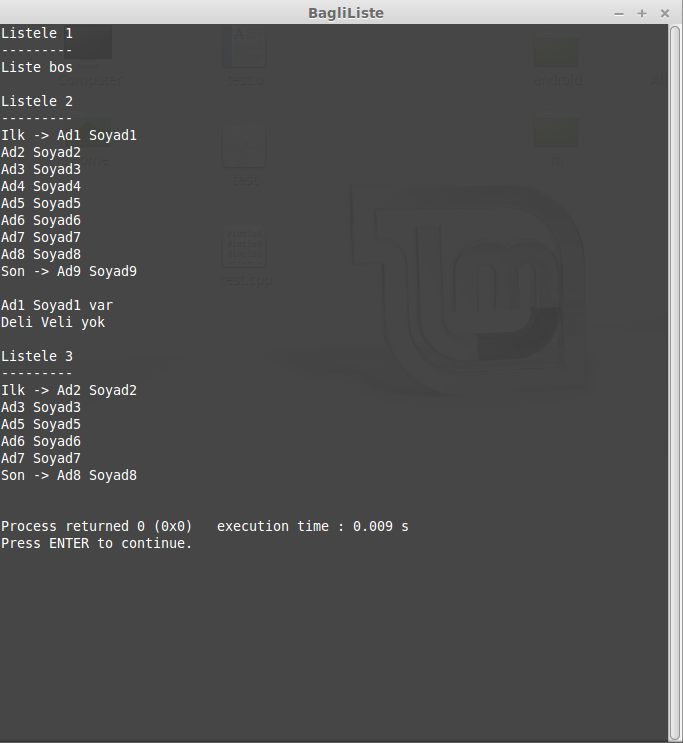 BagliListe
Listele 1
---------
Liste bos
Listele 2
---------
Ilk -> Ad1 Soyad1
Ad2 Soyad2
Ad3 Soyad3
Ad4 Soyad4
Ad5 Soyad5
Ad6 Soyad6
Ad7 Soyad7
Ad8 Soyad8
Son -> Ad9 Soyad9
Ad1 Soyad1 var
Deli Veli yok
Listele 3
---------
Ilk -> Ad2 Soyad2
Ad3 Soyad3
Ad5 Soyad5
Ad6 Soyad6
Ad7 Soyad7
Son -> Ad8 Soyad8
Process returned 0 (0x0)   execution time : 0.009 s
Press ENTER to continue.